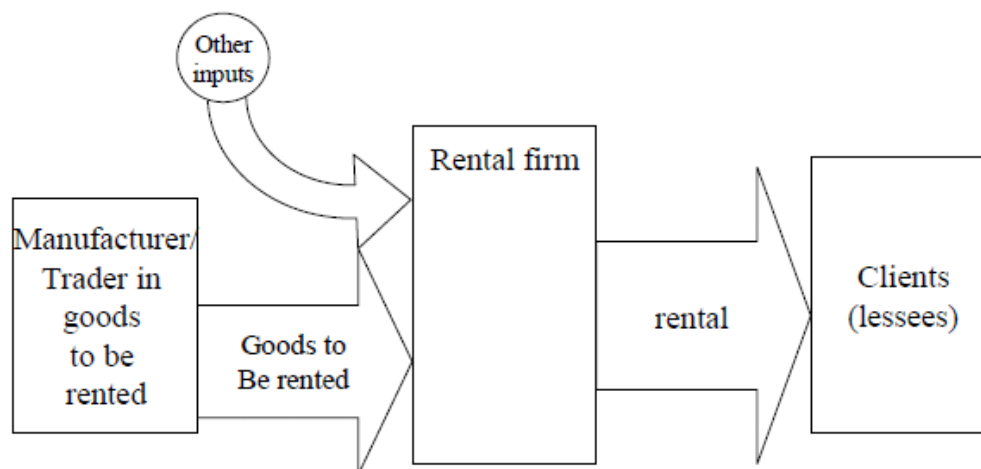 Other
inputs
Rental firm
Manufacturer/
Trader in
goods
to be
rented
Goods to
Be rented
rental
Clients
(lessees)